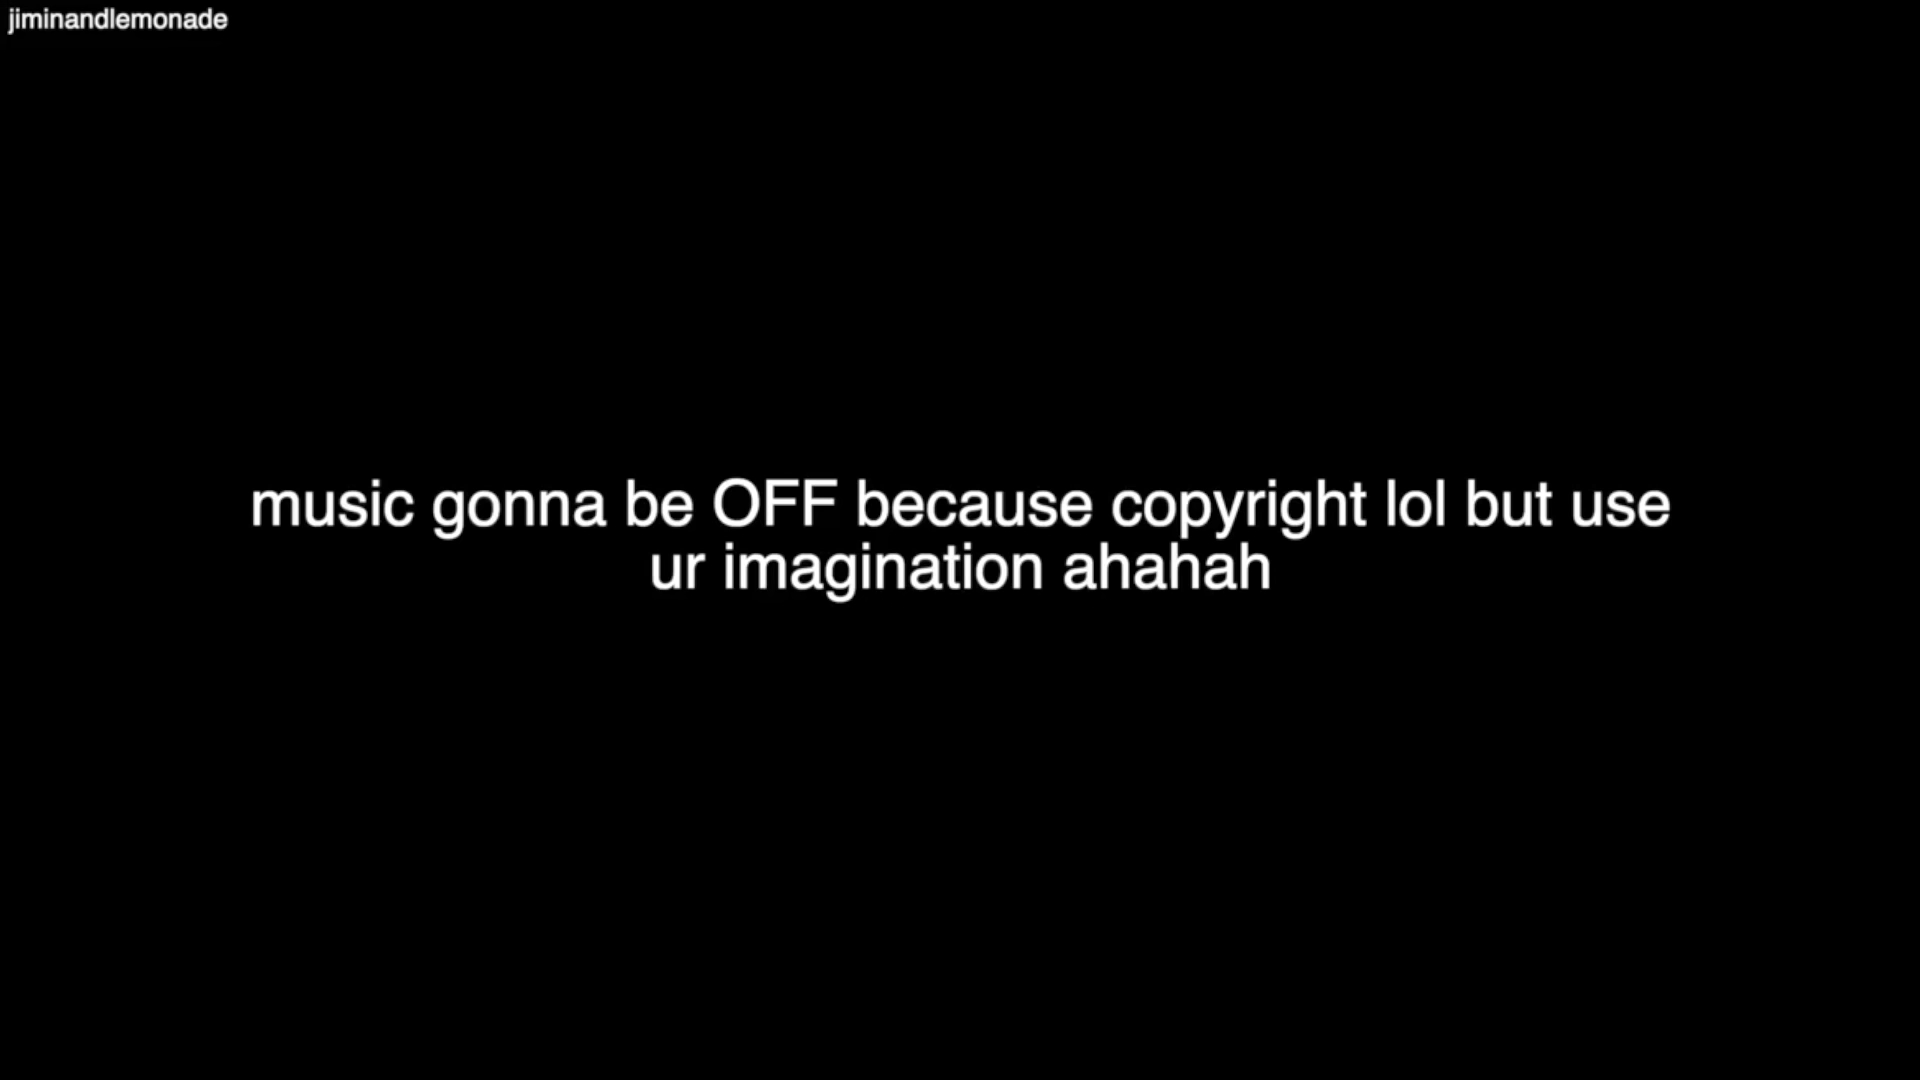 jiminandlemonade
music gonna be OFF because copyright lol but use
ur imagination ahahah